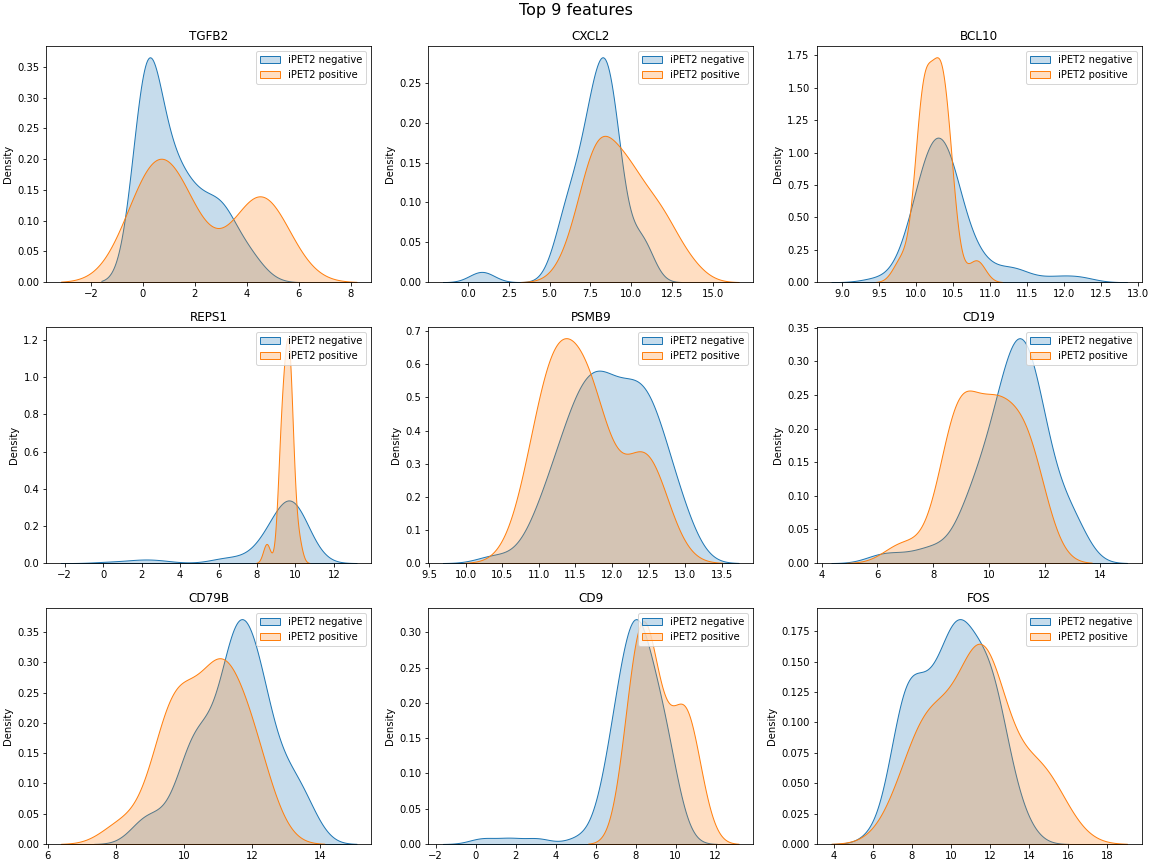 Top 9 features
TGFB2
CXCL2
BCL10
iPET2 negative
iPET2 positive
iPET2 negative
iPET2 positive
iPET2 negative
iPET2 positive
Density
0.35
0.30
0.25
0.20
0.15
0.10
0.05
0.00
−2 0 2 4 6 8
Density
0.25
0.20
0.15
0.10
0.05
0.00
0.0 2.5 5.0 7.5 10.0 12.5 15.0
Density
1.75
1.50
1.25
1.00
0.75
0.50
0.25
0.00
9.0 9.5 10.0 10.5 11.0 11.5 12.0 12.5 13.0
REPS1
PSMB9
CD19
iPET2 negative
iPET2 positive
iPET2 negative
iPET2 positive
iPET2 negative
iPET2 positive
Density
1.2
1.0
0.8
0.6
0.4
0.2
0.0
−2 0 2 4 6 8 10 12
Density
0.7
0.6
0.5
0.4
0.3
0.2
0.1
0.0
9.5 10.0 10.5 11.0 11.5 12.0 12.5 13.0 13.5
Density
0.35
0.30
0.25
0.20
0.15
0.10
0.05
0.00
4 6 8 10 12 14
CD79B
CD9
FOS
iPET2 negative
iPET2 positive
iPET2 negative
iPET2 positive
iPET2 negative
iPET2 positive
Density
0.35
0.30
0.25
0.20
0.15
0.10
0.05
0.00
6 8 10 12 14
Density
0.30
0.25
0.20
0.15
0.10
0.05
0.00
−2 0 2 4 6 8 10 12
Density
0.175
0.150
0.125
0.100
0.075
0.050
0.025
0.000
4 6 8 10 12 14 16 18